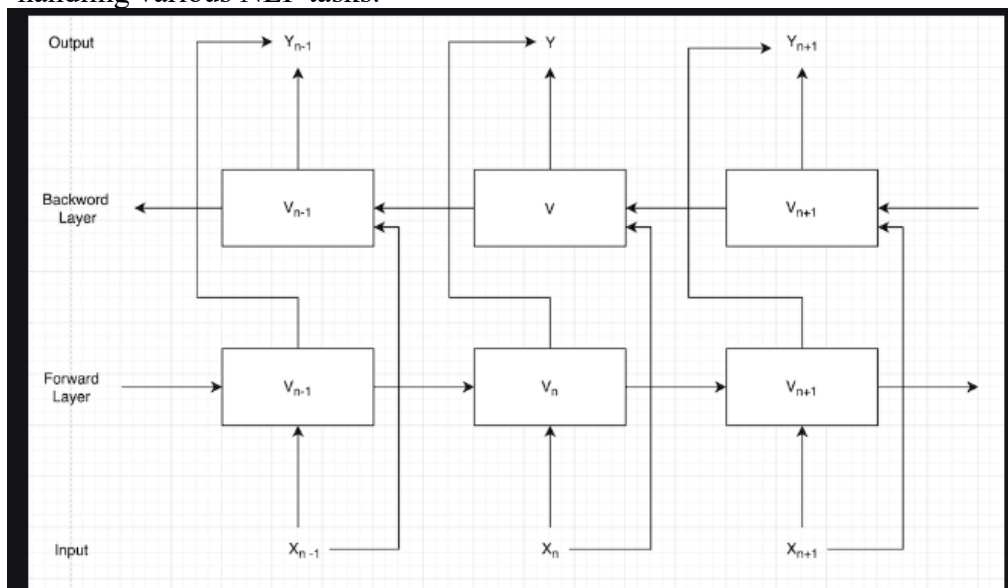 handling various NLP tasks.
Output Yₙ₋₁ Y Yₙ₊₁
Backword
Layer
Vₙ₋₁ V Vₙ₊₁
Forward
Layer
Vₙ₋₁ Vₙ Vₙ₊₁
Input Xₙ₋₁ Xₙ Xₙ₊₁